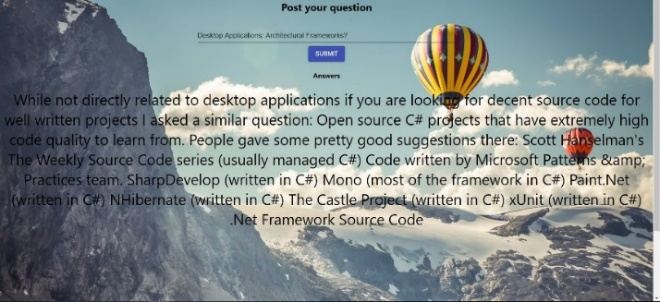 Post your question
Desktop Applications: Architectural Frameworks?
SUBMIT
Answers
While not directly related to desktop applications if you are looking for decent source code for
well written projects I asked a similar question: Open source C# projects that have extremely high
code quality to learn from. People gave some pretty good suggestions there: Scott Hanselman's
The Weekly Source Code series (usually managed C#) Code written by Microsoft Patterns &amp;
Practices team. SharpDevelop (written in C#) Mono (most of the framework in C#) Paint.Net
(written in C#) NHibernate (written in C#) The Castle Project (written in C#) xUnit (written in C#)
.Net Framework Source Code